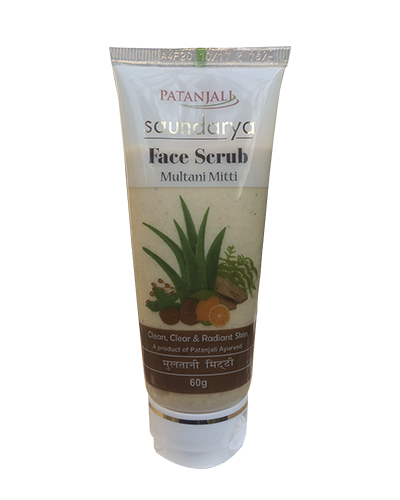 PATANJALI
saundarya
Face Scrub
Multani Mitti
Clean, Clear & Radiant Skin
A product of Patanjali Ayurved
मुलतानी मिट्टी
60g